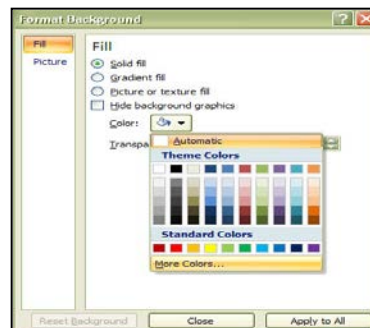 Format Background
Fill
Picture
Fill
Solid fill
Gradient fill
Picture or texture fill
Hide background graphics
Color:
Transpa
Automatic
Theme Colors
Standard Colors
More Colors...
Reset Background
Close
Apply to All